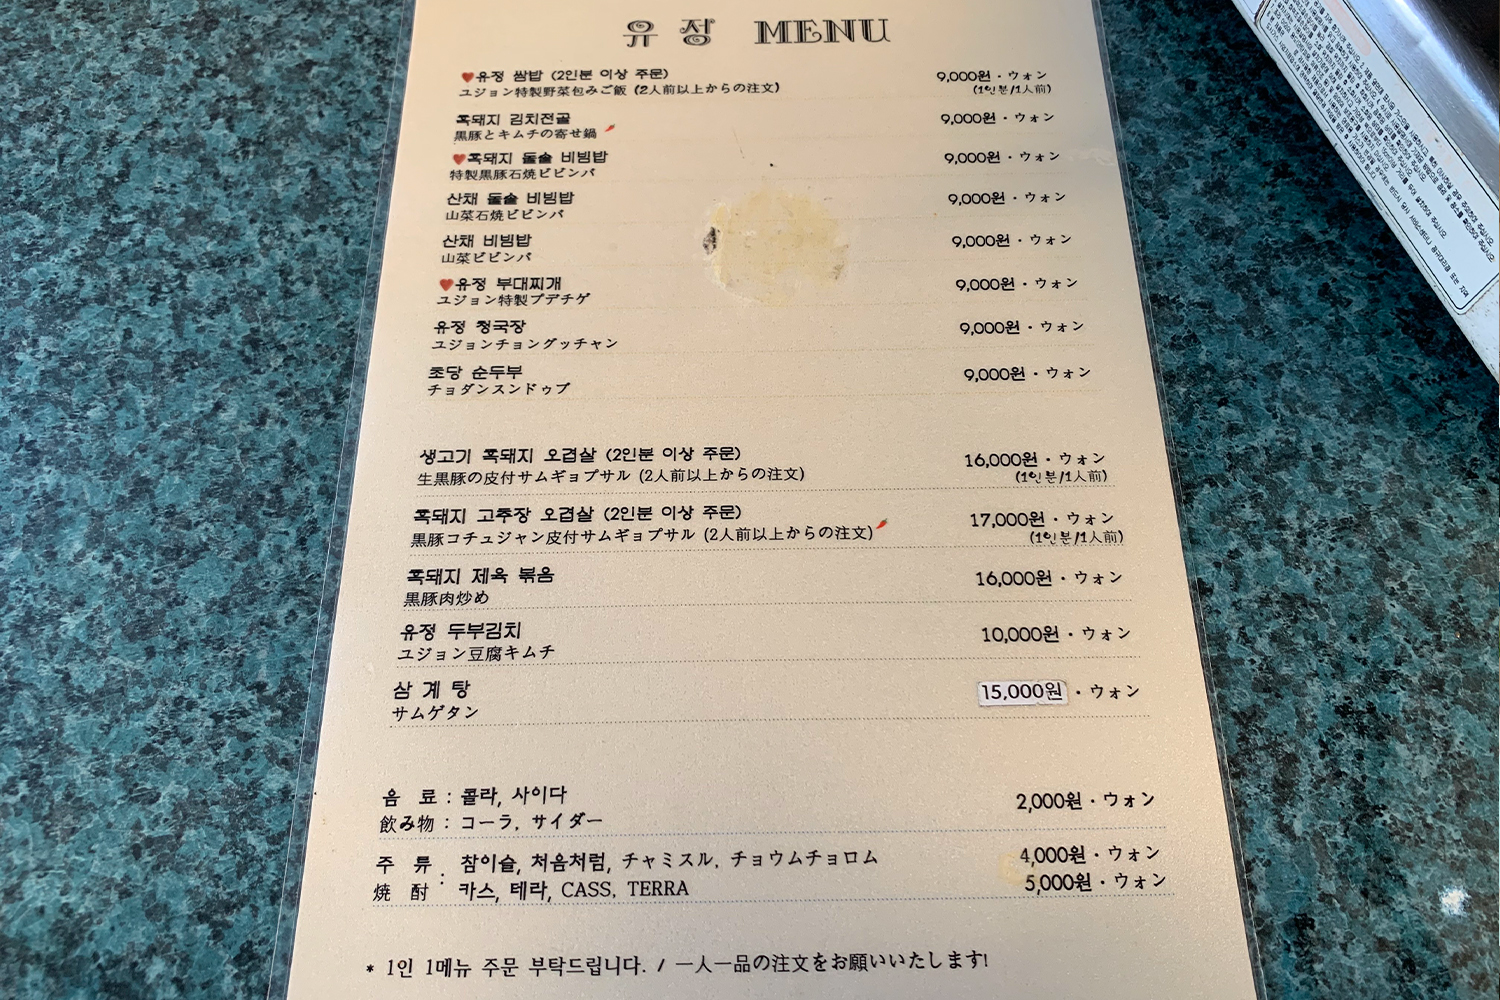 유정 MENU
♥유정 쌈밥 (2인분 이상 주문) 9,000원・ウォン
ユジョン特製野菜包みご飯 (2人前以上からの注文) (1인분/1人前)
흑돼지 김치전골 9,000원・ウォン
黒豚とキムチの寄せ鍋
♥흑돼지 돌솥 비빔밥 9,000원・ウォン
特製黒豚石焼ビビンバ
산채 돌솥 비빔밥 9,000원・ウォン
山菜石焼ビビンバ
산채 비빔밥 9,000원・ウォン
山菜ビビンバ
♥유정 부대찌개 9,000원・ウォン
ユジョン特製プデチゲ
유정 청국장 9,000원・ウォン
ユジョンチョングッチャン
초당 순두부 9,000원・ウォン
チョダンスンドゥブ
생고기 흑돼지 오겹살 (2인분 이상 주문) 16,000원・ウォン
生黒豚の皮付サムギョプサル (2人前以上からの注文) (1인분/1人前)
흑돼지 고추장 오겹살 (2인분 이상 주문) 17,000원・ウォン
黒豚コチュジャン皮付サムギョプサル (2人前以上からの注文) (1인분/1人前)
흑돼지 제육 볶음 16,000원・ウォン
黒豚肉炒め
유정 두부김치 10,000원・ウォン
ユジョン豆腐キムチ
삼계탕 15,000원・ウォン
サムゲタン
음 료 : 콜라, 사이다 2,000원・ウォン
飲み物 : コーラ, サイダー
주 류 : 참이슬, 처음처럼, チャミスル, チョウムチョロム 4,000원・ウォン
焼 酎 카스, 테라, CASS, TERRA 5,000원・ウォン
* 1인 1메뉴 주문 부탁드립니다. / 一人一品の注文をお願いいたします!